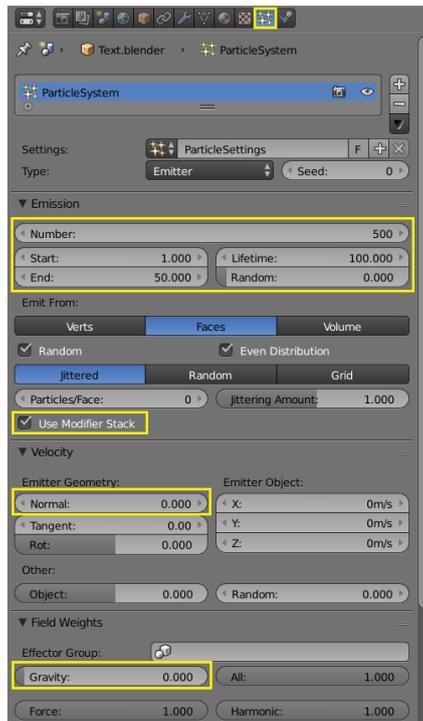 Text.blender ParticleSystem
ParticleSystem
Settings: ParticleSettings F
Type: Emitter Seed: 0
Emission
Number: 500
Start: 1.000 Lifetime: 100.000
End: 50.000 Random: 0.000
Emit From:
Verts Faces Volume
Random Even Distribution
Jittered Random Grid
Particles/Face: 0 Jittering Amount: 1.000
Use Modifier Stack
Velocity
Emitter Geometry: Emitter Object:
Normal: 0.000 X: 0m/s
Tangent: 0.00 Y: 0m/s
Rot: 0.000 Z: 0m/s
Other:
Object: 0.000 Random: 0.000
Field Weights
Effector Group:
Gravity: 0.000 All: 1.000
Force: 1.000 Harmonic: 1.000